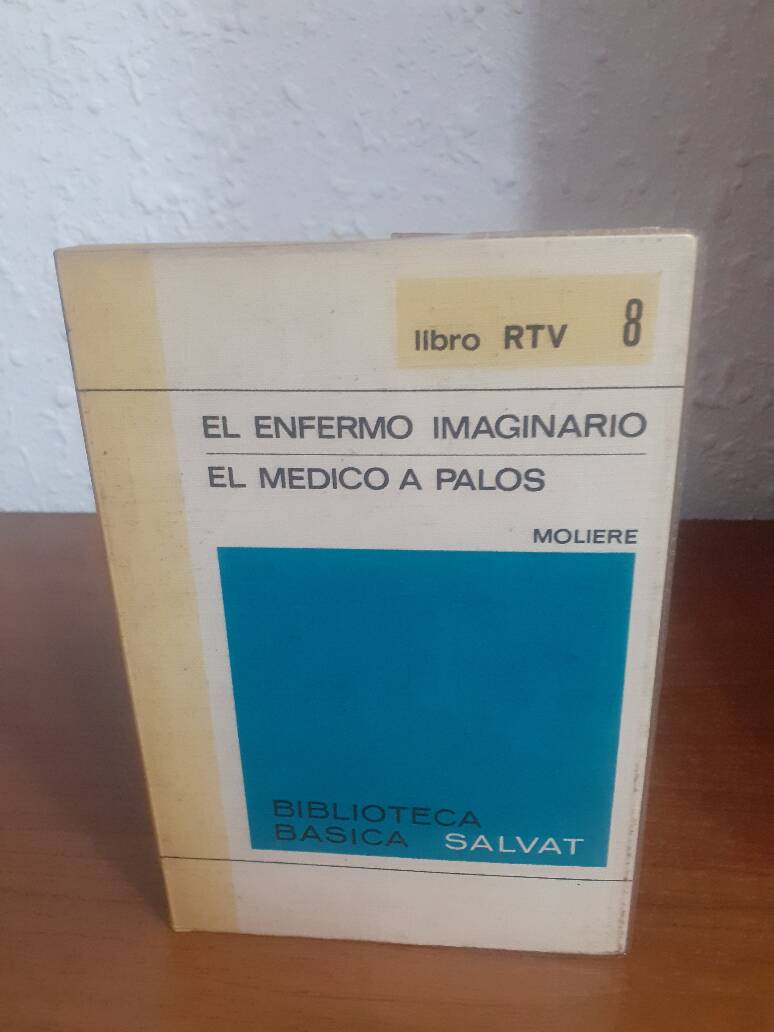 libro RTV 8
EL ENFERMO IMAGINARIO
EL MEDICO A PALOS
MOLIERE
BIBLIOTECA
BASICA SALVAT